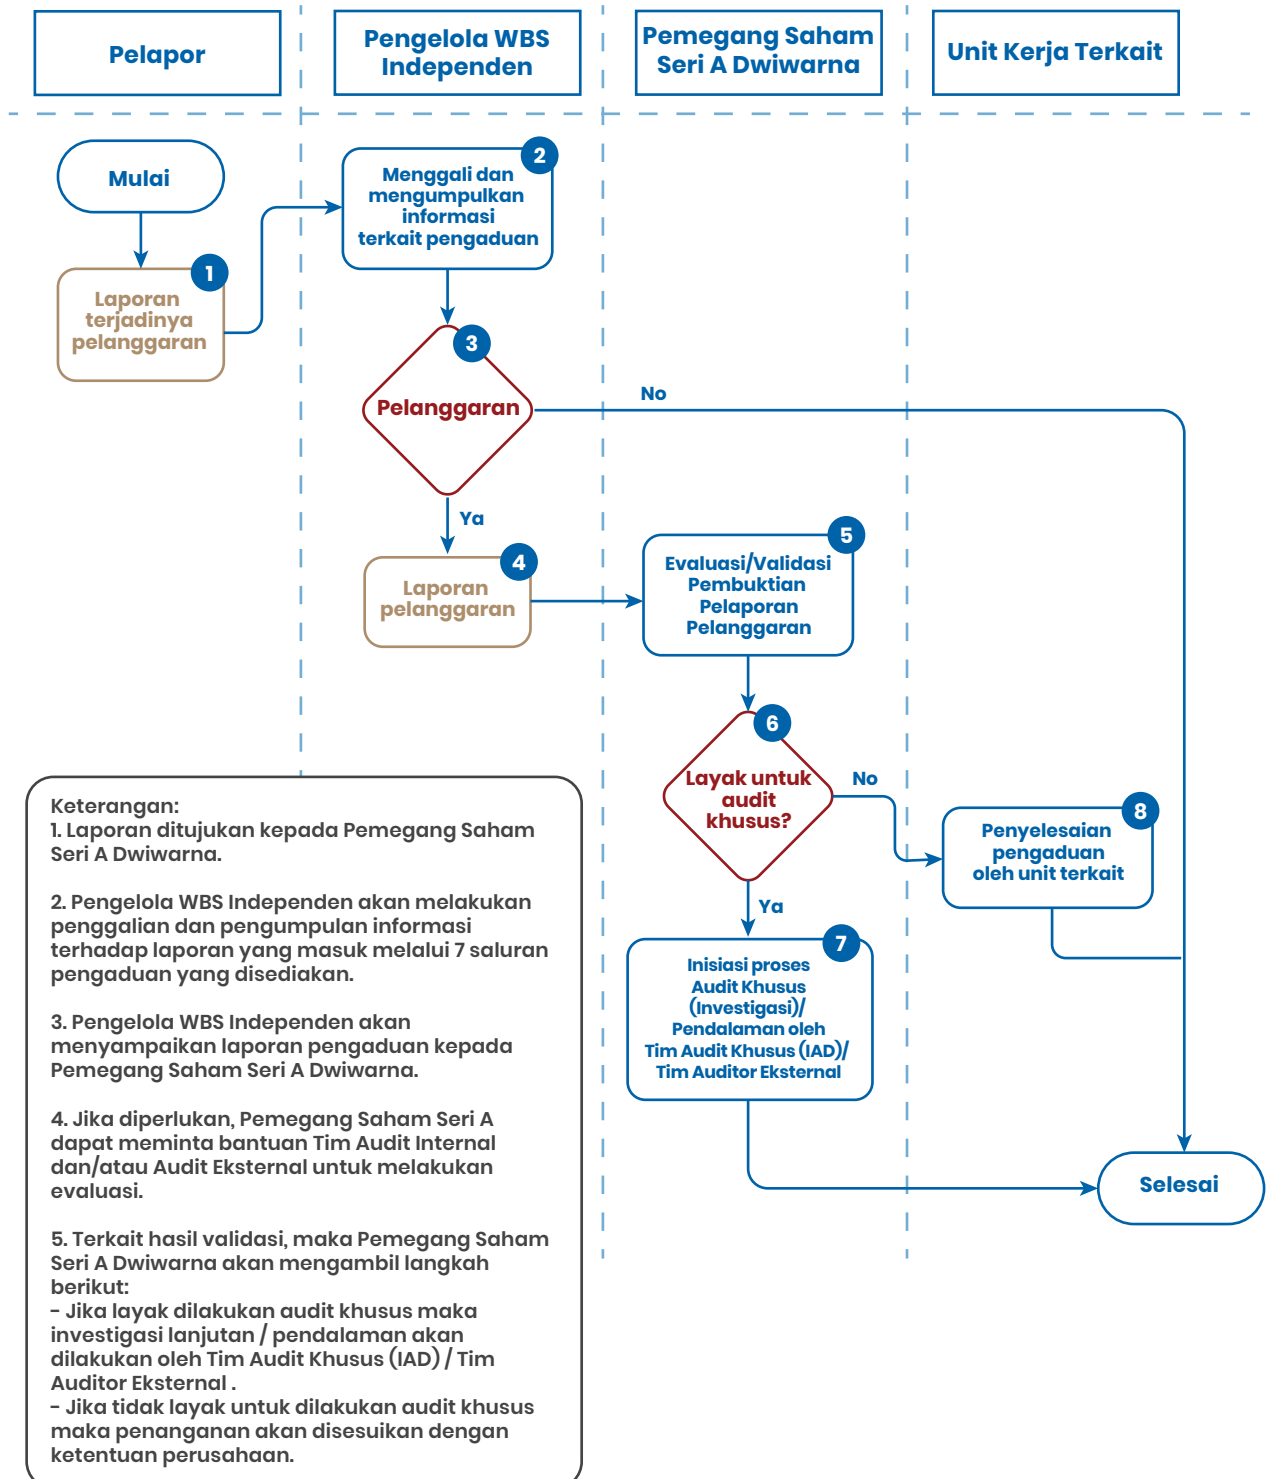 Pelapor
Pengelola WBS
Independen
Pemegang Saham
Seri A Dwiwarna
Unit Kerja Terkait
Mulai
1
Laporan
terjadinya
pelanggaran
2
Menggali dan
mengumpulkan
informasi
terkait pengaduan
3
Pelanggaran
No
Ya
4
Laporan
pelanggaran
5
Evaluasi/Validasi
Pembuktian
Pelaporan
Pelanggaran
6
Layak untuk
audit
khusus?
No
Ya
8
Penyelesaian
pengaduan
oleh unit terkait
7
Inisiasi proses
Audit Khusus
(Investigasi)/
Pendalaman oleh
Tim Audit Khusus (IAD)/
Tim Auditor Eksternal
Selesai
Keterangan:
1. Laporan ditujukan kepada Pemegang Saham
Seri A Dwiwarna.
2. Pengelola WBS Independen akan melakukan
penggalian dan pengumpulan informasi
terhadap laporan yang masuk melalui 7 saluran
pengaduan yang disediakan.
3. Pengelola WBS Independen akan
menyampaikan laporan pengaduan kepada
Pemegang Saham Seri A Dwiwarna.
4. Jika diperlukan, Pemegang Saham Seri A
dapat meminta bantuan Tim Audit Internal
dan/atau Audit Eksternal untuk melakukan
evaluasi.
5. Terkait hasil validasi, maka Pemegang Saham
Seri A Dwiwarna akan mengambil langkah
berikut:
- Jika layak dilakukan audit khusus maka
investigasi lanjutan / pendalaman akan
dilakukan oleh Tim Audit Khusus (IAD) / Tim
Auditor Eksternal .
- Jika tidak layak untuk dilakukan audit khusus
maka penanganan akan disesuikan dengan
ketentuan perusahaan.